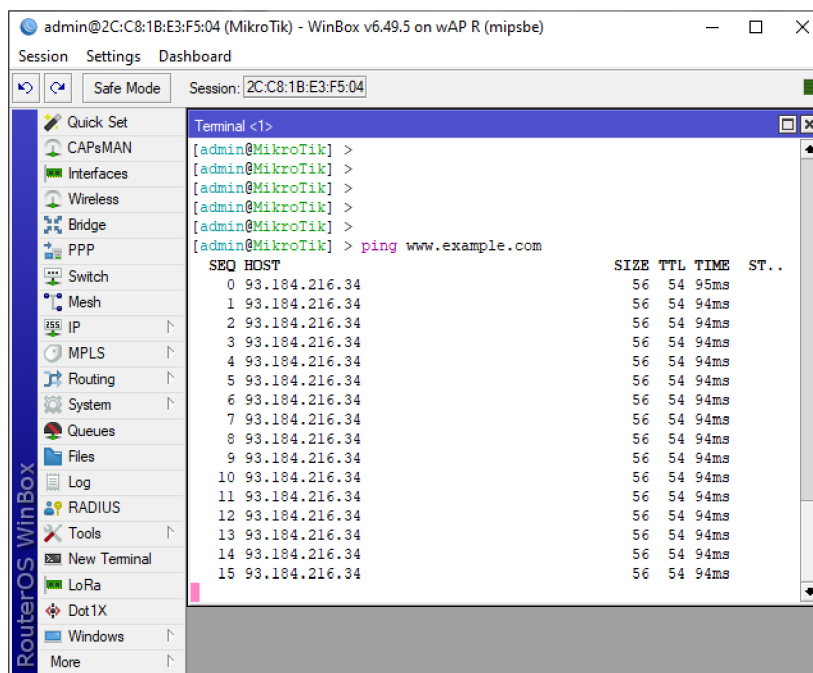 admin@2C:C8:1B:E3:F5:04 (MikroTik) - WinBox v6.49.5 on wAP R (mipsbe)
Session Settings Dashboard
Safe Mode Session: 2C:C8:1B:E3:F5:04
Quick Set
CAPsMAN
Interfaces
Wireless
Bridge
PPP
Switch
Mesh
255 IP
MPLS
Routing
System
Queues
Files
Log
RADIUS
Tools
New Terminal
LoRa
Dot1X
Windows
More
RouterOS WinBox
Terminal <1>
[admin@MikroTik] >
[admin@MikroTik] >
[admin@MikroTik] >
[admin@MikroTik] >
[admin@MikroTik] >
[admin@MikroTik] > ping www.example.com
SEQ HOST SIZE TTL TIME ST..
0 93.184.216.34 56 54 95ms
1 93.184.216.34 56 54 94ms
2 93.184.216.34 56 54 94ms
3 93.184.216.34 56 54 94ms
4 93.184.216.34 56 54 94ms
5 93.184.216.34 56 54 94ms
6 93.184.216.34 56 54 94ms
7 93.184.216.34 56 54 94ms
8 93.184.216.34 56 54 94ms
9 93.184.216.34 56 54 94ms
10 93.184.216.34 56 54 94ms
11 93.184.216.34 56 54 94ms
12 93.184.216.34 56 54 94ms
13 93.184.216.34 56 54 94ms
14 93.184.216.34 56 54 94ms
15 93.184.216.34 56 54 94ms